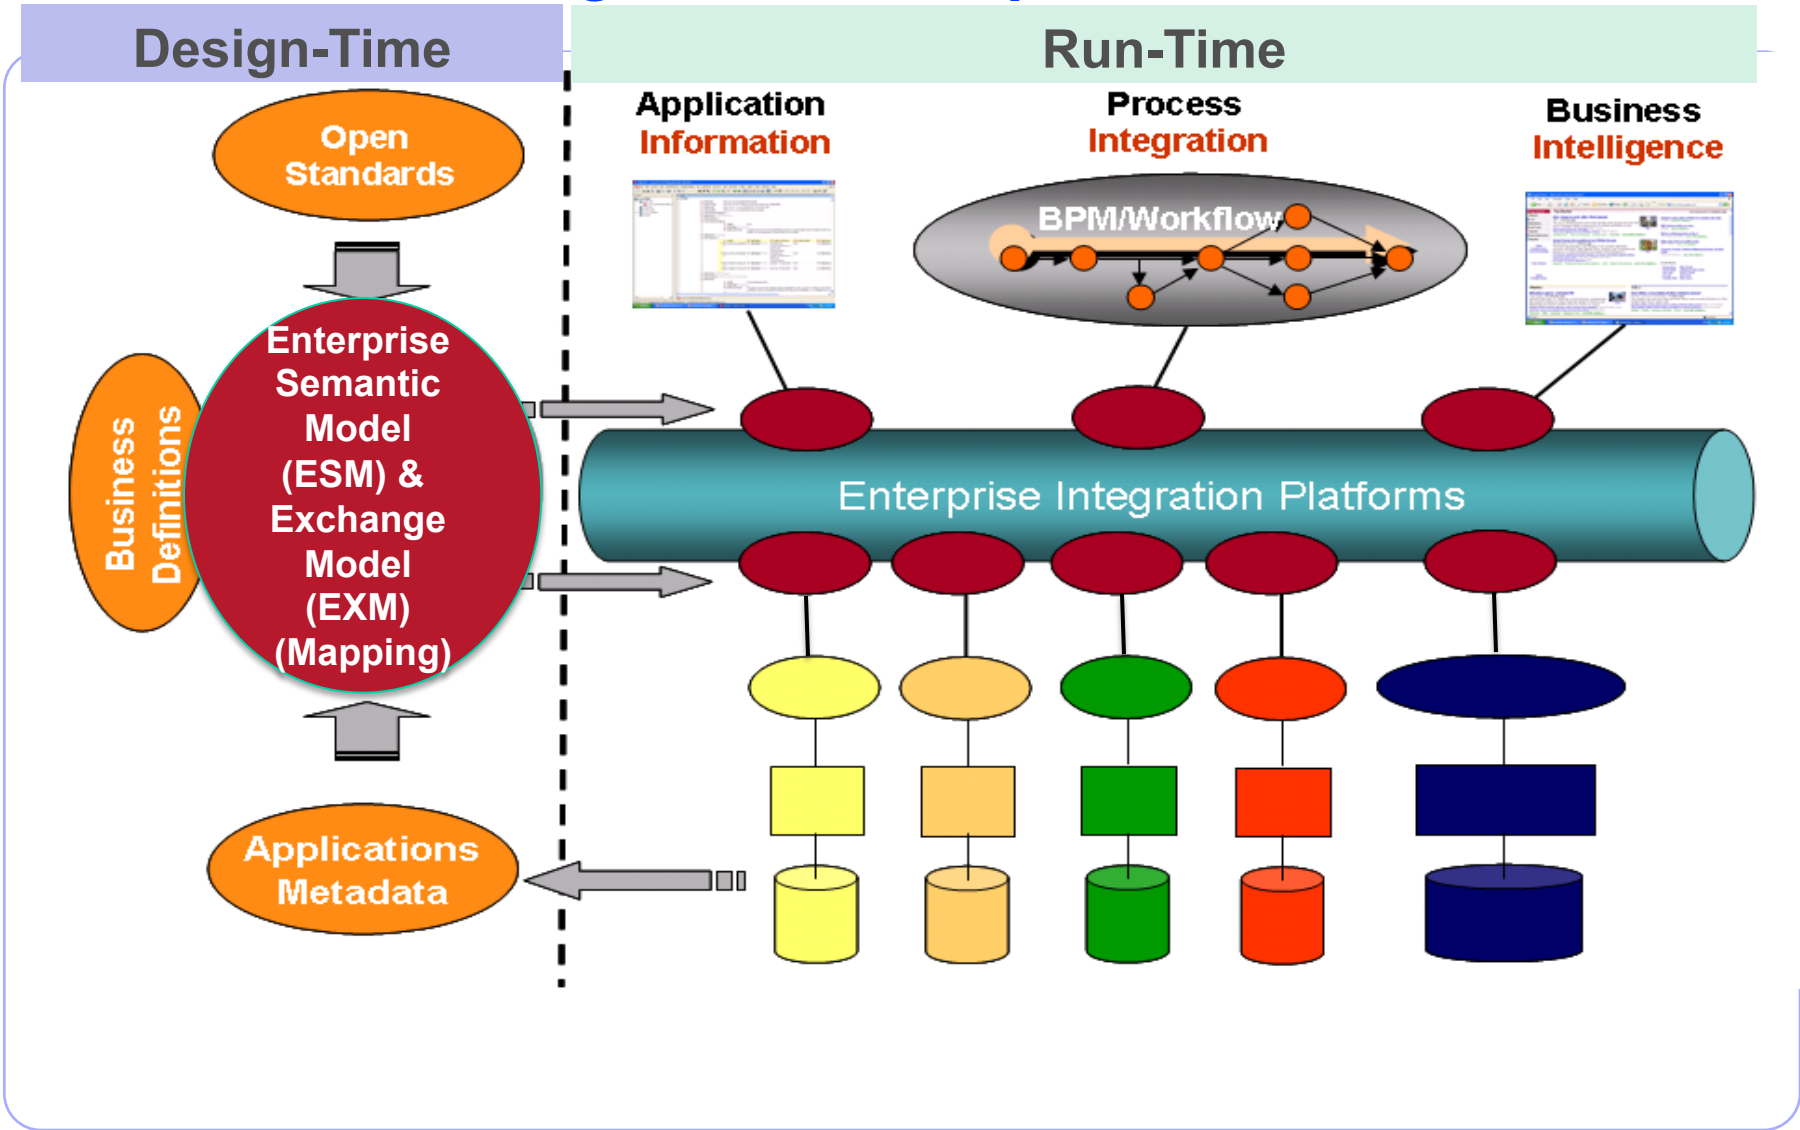 Design-Time
Run-Time
Open
Standards
Application
Information
Process
Integration
Business
Intelligence
BPM/Workflow
Enterprise
Semantic
Model
(ESM) &
Exchange
Model
(EXM)
(Mapping)
Business
Definitions
Enterprise Integration Platforms
Applications
Metadata